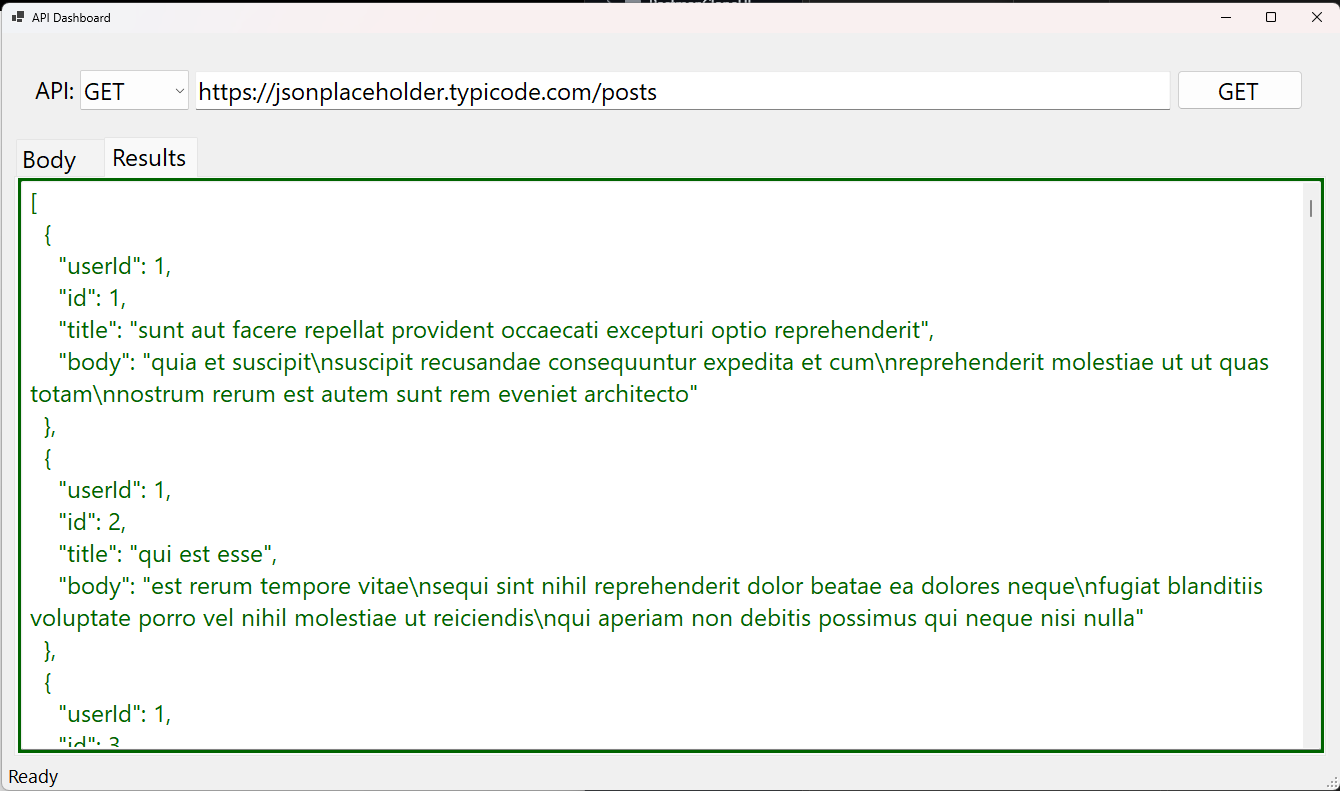 API Dashboard
API: GET https://jsonplaceholder.typicode.com/posts GET
Body Results
[
{
"userId": 1,
"id": 1,
"title": "sunt aut facere repellat provident occaecati excepturi optio reprehenderit",
"body": "quia et suscipit\nsuscipit recusandae consequuntur expedita et cum\nreprehenderit molestiae ut ut quas
totam\nnostrum rerum est autem sunt rem eveniet architecto"
},
{
"userId": 1,
"id": 2,
"title": "qui est esse",
"body": "est rerum tempore vitae\nsequi sint nihil reprehenderit dolor beatae ea dolores neque\nfugiat blanditiis
voluptate porro vel nihil molestiae ut reiciendis\nqui aperiam non debitis possimus qui neque nisi nulla"
},
{
"userId": 1,
"id": 3
Ready